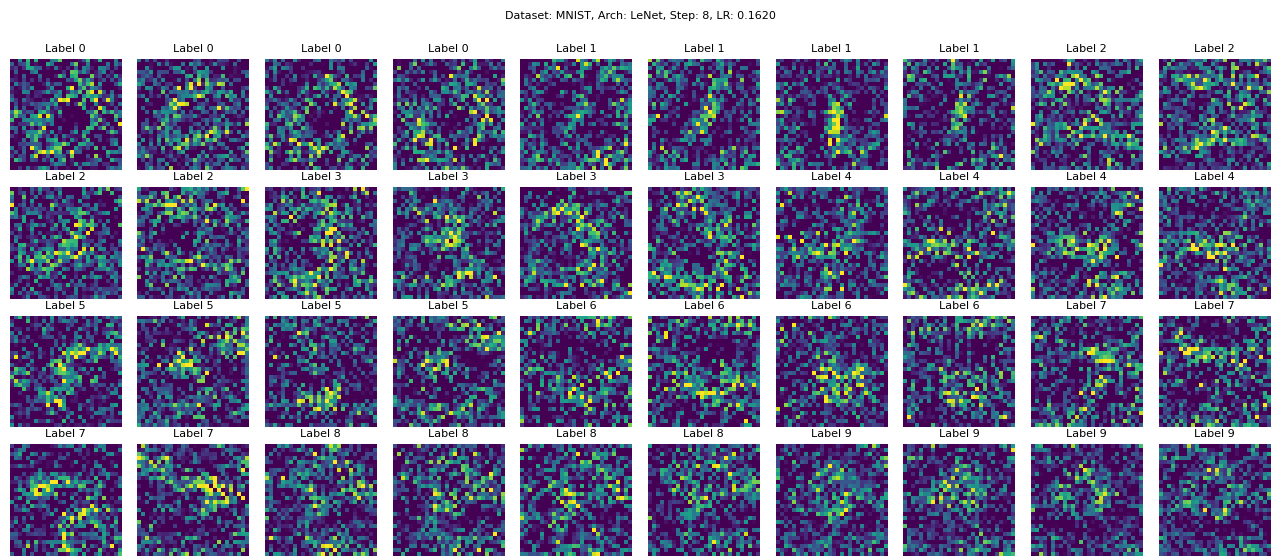 Dataset: MNIST, Arch: LeNet, Step: 8, LR: 0.1620
Label 0 Label 0 Label 0 Label 0 Label 1 Label 1 Label 1 Label 1 Label 2 Label 2
Label 2 Label 2 Label 3 Label 3 Label 3 Label 3 Label 4 Label 4 Label 4 Label 4
Label 5 Label 5 Label 5 Label 5 Label 6 Label 6 Label 6 Label 6 Label 7 Label 7
Label 7 Label 7 Label 8 Label 8 Label 8 Label 8 Label 9 Label 9 Label 9 Label 9